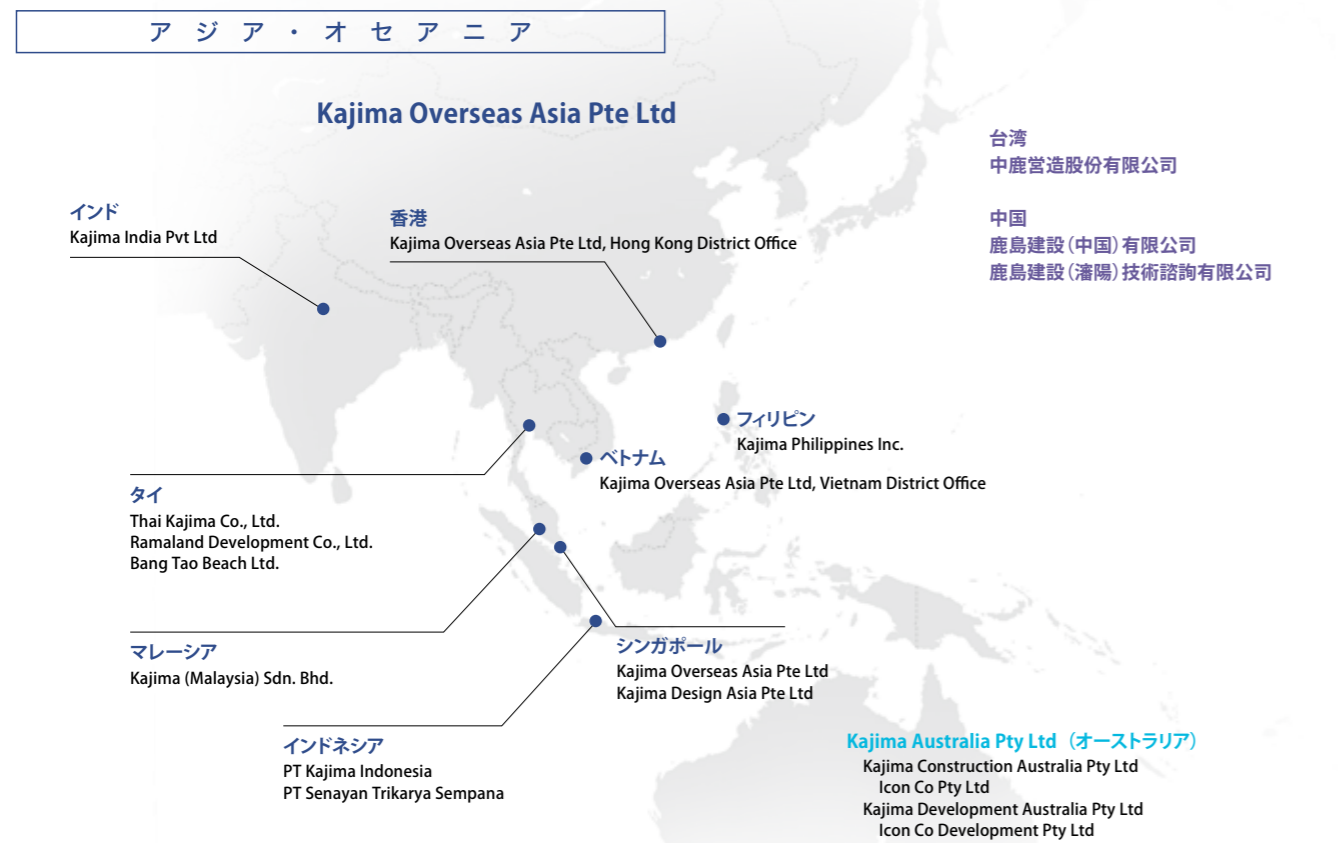 アジア・オセアニア
Kajima Overseas Asia Pte Ltd
台湾
中鹿営造股份有限公司
中国
鹿島建設(中国)有限公司
鹿島建設(瀋陽)技術諮詢有限公司
インド
Kajima India Pvt Ltd
香港
Kajima Overseas Asia Pte Ltd, Hong Kong District Office
フィリピン
Kajima Philippines Inc.
ベトナム
Kajima Overseas Asia Pte Ltd, Vietnam District Office
タイ
Thai Kajima Co., Ltd.
Ramaland Development Co., Ltd.
Bang Tao Beach Ltd.
マレーシア
Kajima (Malaysia) Sdn. Bhd.
シンガポール
Kajima Overseas Asia Pte Ltd
Kajima Design Asia Pte Ltd
インドネシア
PT Kajima Indonesia
PT Senayan Trikarya Sempana
Kajima Australia Pty Ltd (オーストラリア)
Kajima Construction Australia Pty Ltd
Icon Co Pty Ltd
Kajima Development Australia Pty Ltd
Icon Co Development Pty Ltd